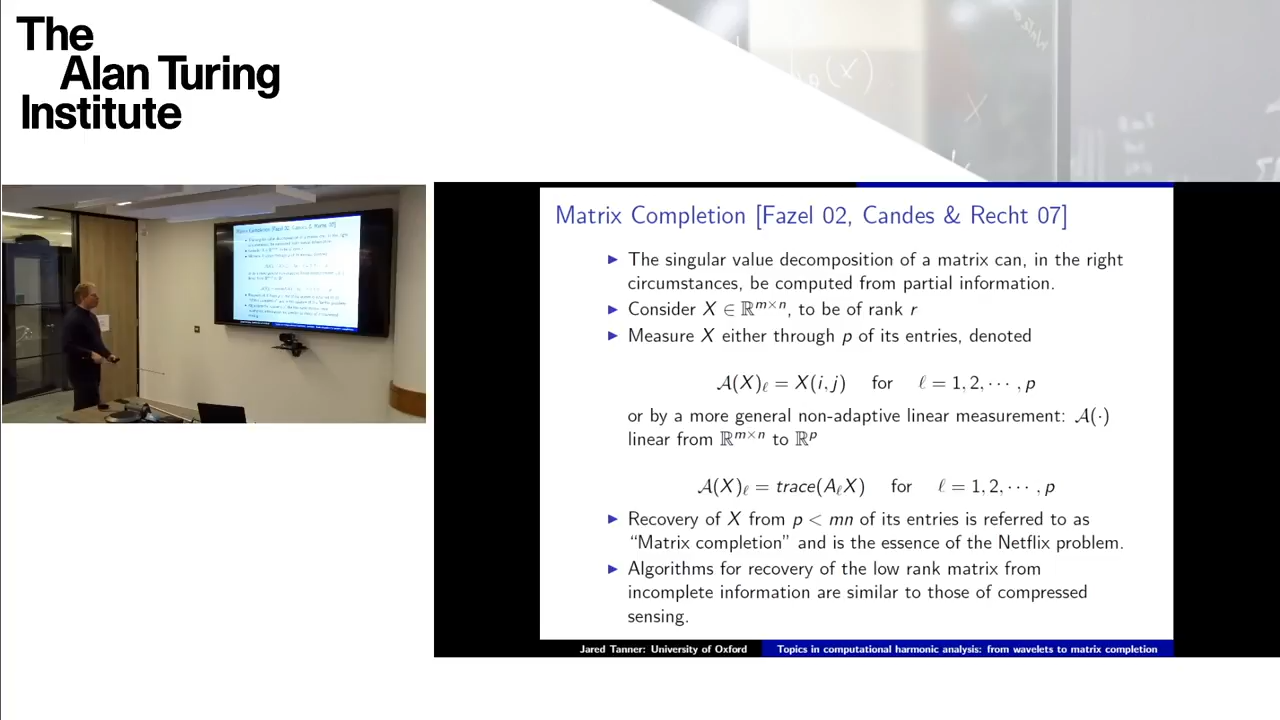 The
Alan Turing
Institute
Matrix Completion [Fazel 02, Candes & Recht 07]
▶ The singular value decomposition of a matrix can, in the right
circumstances, be computed from partial information.
▶ Consider X ∈ ℝ^{m×n}, to be of rank r
▶ Measure X either through p of its entries, denoted
𝒜(X)_ℓ = X(i, j) for ℓ = 1, 2, ⋯ , p
or by a more general non-adaptive linear measurement: 𝒜(·)
linear from ℝ^{m×n} to ℝ^p
𝒜(X)_ℓ = trace(A_ℓX) for ℓ = 1, 2, ⋯ , p
▶ Recovery of X from p < mn of its entries is referred to as
“Matrix completion” and is the essence of the Netflix problem.
▶ Algorithms for recovery of the low rank matrix from
incomplete information are similar to those of compressed
sensing.
Jared Tanner: University of Oxford
Topics in computational harmonic analysis: from wavelets to matrix completion